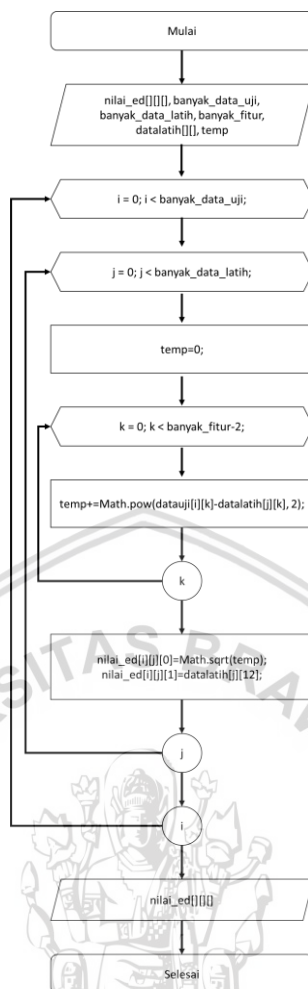 Mulai
nilai_ed[][][], banyak_data_uji,
banyak_data_latih, banyak_fitur,
datalatih[][], temp
i = 0; i < banyak_data_uji;
j = 0; j < banyak_data_latih;
temp=0;
k = 0; k < banyak_fitur-2;
temp+=Math.pow(datauji[i][k]-datalatih[j][k], 2);
k
nilai_ed[i][j][0]=Math.sqrt(temp);
nilai_ed[i][j][1]=datalatih[j][12];
j
i
nilai_ed[][][]
Selesai